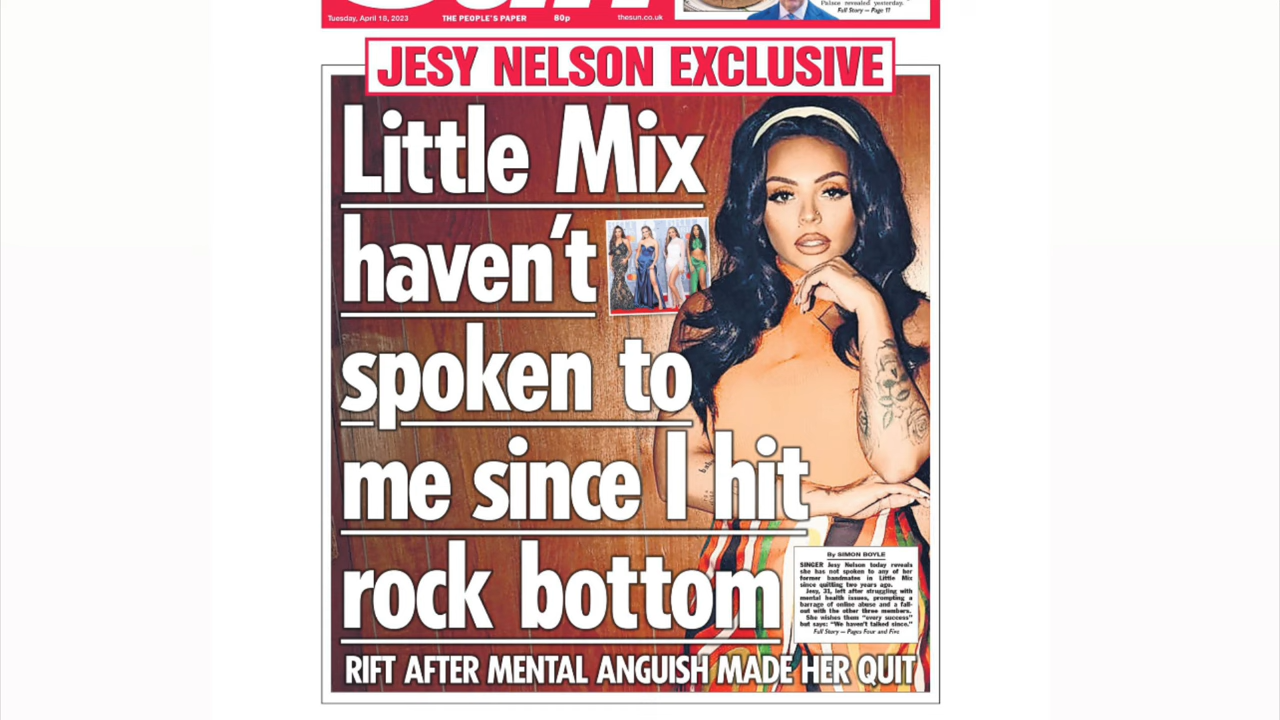 Palace revealed yesterday.
Full Story — Page 11
Tuesday, April 18, 2023 THE PEOPLE'S PAPER 80p thesun.co.uk
JESY NELSON EXCLUSIVE
Little Mix
haven't
spoken to
me since I hit
rock bottom
By SIMON BOYLE
SINGER Jesy Nelson today reveals
she has not spoken to any of her
former bandmates in Little Mix
since quitting two years ago.
Jesy, 31, left after struggling with
mental health issues, prompting a
barrage of online abuse and a fall-
out with the other three members.
She wishes them "every success"
but says: "We haven't talked since."
Full Story — Pages Four and Five
RIFT AFTER MENTAL ANGUISH MADE HER QUIT